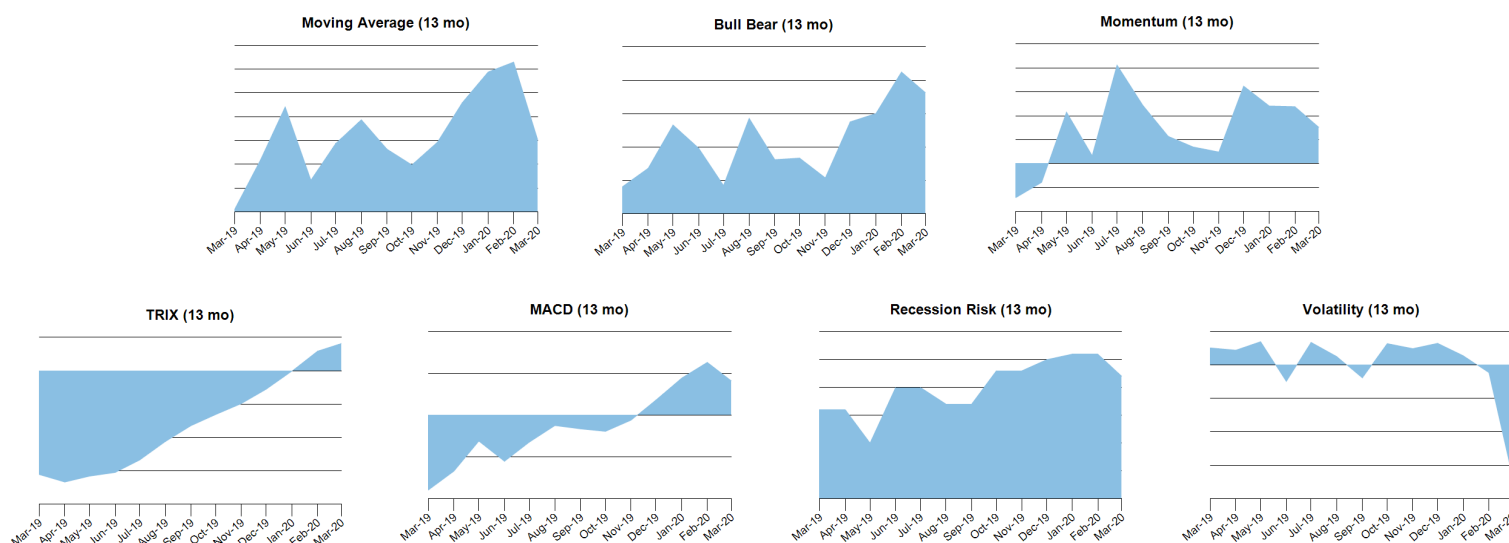 Moving Average (13 mo)
Mar-19 Apr-19 May-19 Jun-19 Jul-19 Aug-19 Sep-19 Oct-19 Nov-19 Dec-19 Jan-20 Feb-20 Mar-20
Bull Bear (13 mo)
Mar-19 Apr-19 May-19 Jun-19 Jul-19 Aug-19 Sep-19 Oct-19 Nov-19 Dec-19 Jan-20 Feb-20 Mar-20
Momentum (13 mo)
Mar-19 Apr-19 May-19 Jun-19 Jul-19 Aug-19 Sep-19 Oct-19 Nov-19 Dec-19 Jan-20 Feb-20 Mar-20
TRIX (13 mo)
Mar-19 Apr-19 May-19 Jun-19 Jul-19 Aug-19 Sep-19 Oct-19 Nov-19 Dec-19 Jan-20 Feb-20 Mar-20
MACD (13 mo)
Mar-19 Apr-19 May-19 Jun-19 Jul-19 Aug-19 Sep-19 Oct-19 Nov-19 Dec-19 Jan-20 Feb-20 Mar-20
Recession Risk (13 mo)
Mar-19 Apr-19 May-19 Jun-19 Jul-19 Aug-19 Sep-19 Oct-19 Nov-19 Dec-19 Jan-20 Feb-20 Mar-20
Volatility (13 mo)
Mar-19 Apr-19 May-19 Jun-19 Jul-19 Aug-19 Sep-19 Oct-19 Nov-19 Dec-19 Jan-20 Feb-20